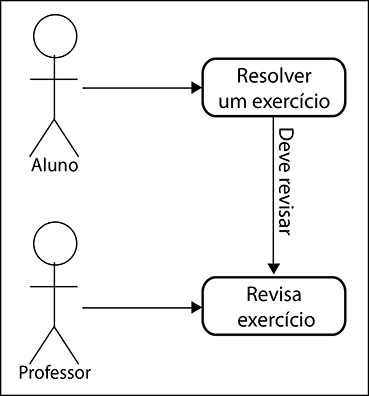 Resolver
um exercício
Aluno
Deve revisar
Revisa
exercício
Professor